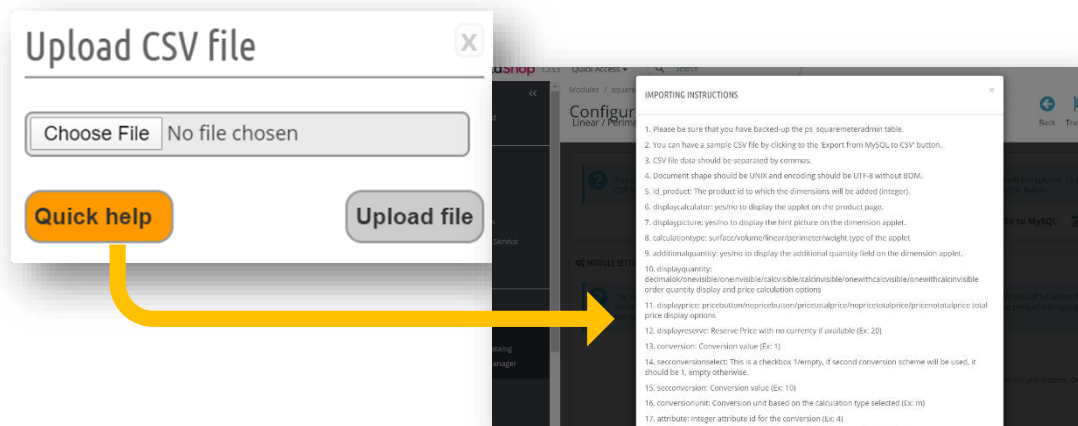 Upload CSV file
x
Choose File No file chosen
Quick help
Upload file
Quick Access
Search
Modules / square
Configur
Linear / Perime
Back
IMPORTING INSTRUCTIONS
×
1. Please be sure that you have backed-up the ps_squaremeteradmin table.
2. You can have a sample CSV file by clicking to the 'Export from MySQL to CSV' button.
3. CSV file data should be separated by commas.
4. Document shape should be UNIX and encoding should be UTF-8 without BOM.
5. id_product: The product id to which the dimensions will be added (integer).
6. displaycalculator: yes/no to display the applet on the product page.
7. displaypicture: yes/no to display the hint picture on the dimension applet.
8. calculationtype: surface/volume/linear/perimeter/weight type of the applet
9. additionalquantity: yes/no to display the additional quantity field on the dimension applet.
10. displayquantity:
decimalok/onevisible/oneinvisible/calcvisible/calcinvisible/onewithcalcvisible/onewithcalcinvisible
order quantity display and price calculation options
11. displayprice: pricebutton/nopricebutton/pricetotalprice/nopricetotalprice/pricenototalprice total
price display options
12. displayreserve: Reserve Price with no currency if available (Ex: 20)
13. conversion: Conversion value (Ex: 1)
14. secconversionselect: This is a checkbox 1/empty, if second conversion scheme will be used, it
should be 1, empty otherwise.
15. secconversion: Conversion value (Ex: 10)
16. conversionunit: Conversion unit based on the calculation type selected (Ex: m)
17. attribute: Integer attribute id for the conversion (Ex: 4)
Service
MODULE SETT
SV to MySQL
atalog
anager